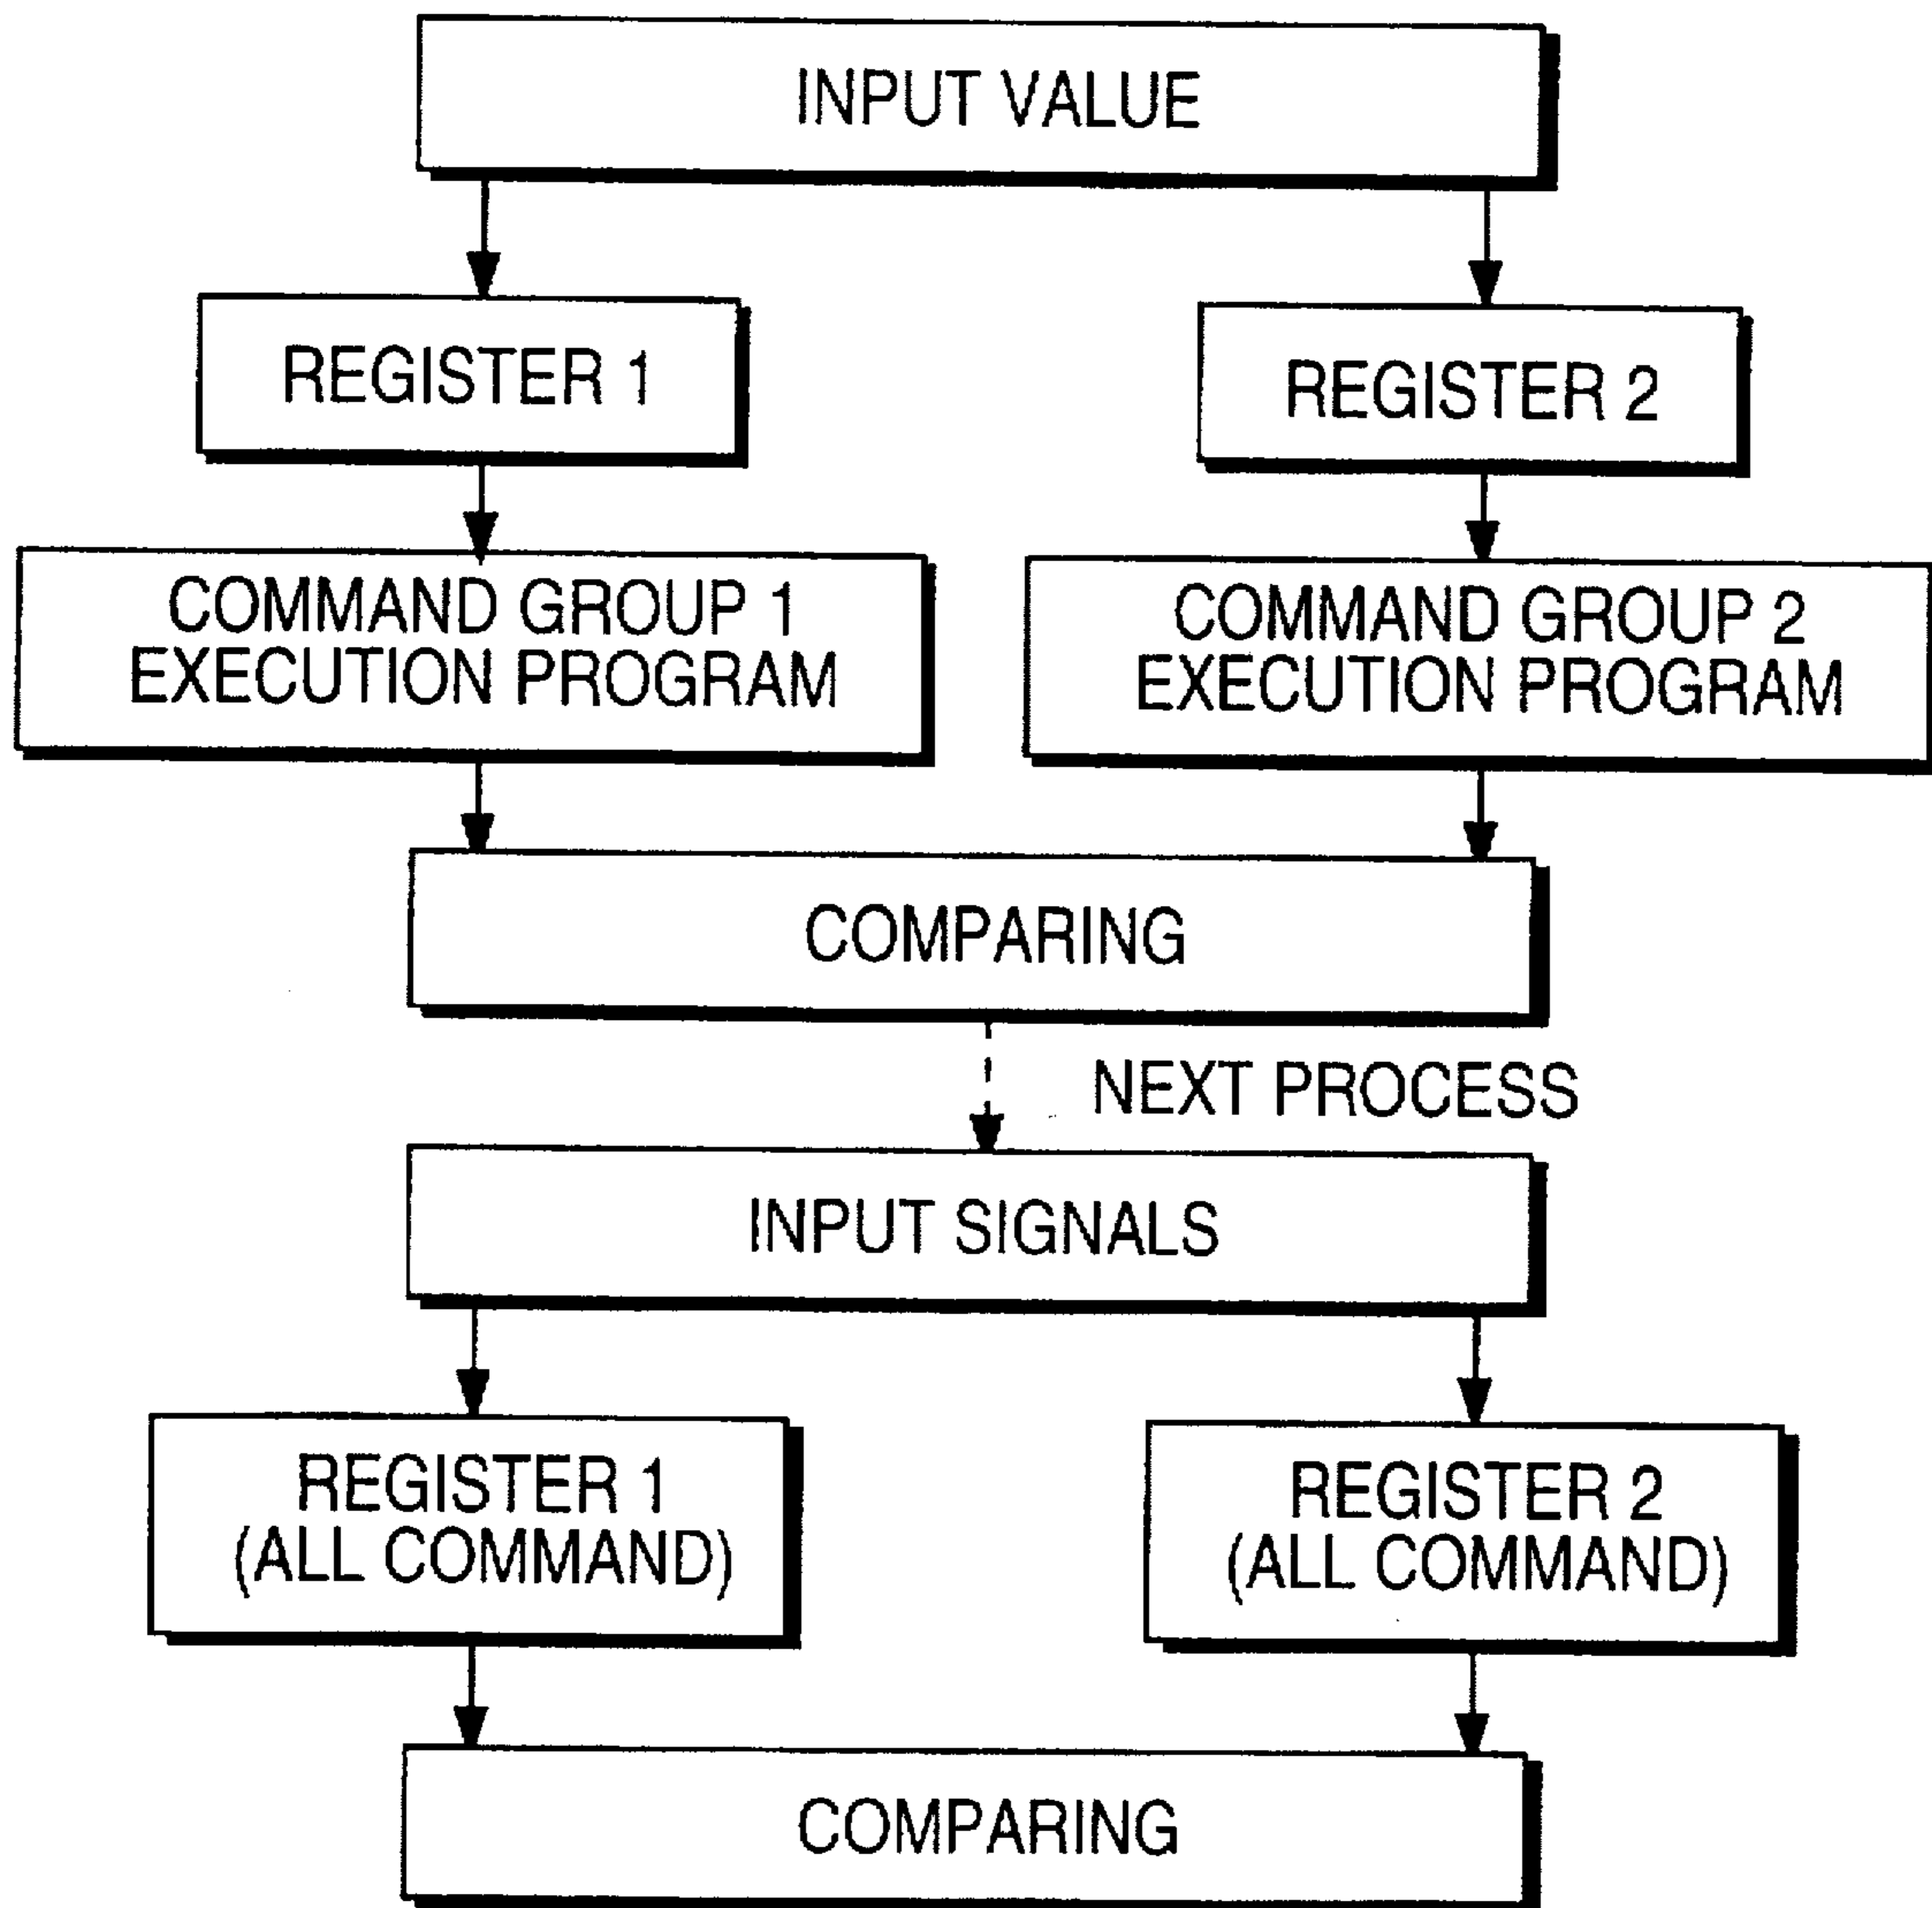 INPUT VALUE
REGISTER 1
REGISTER 2
COMMAND GROUP 1
EXECUTION PROGRAM
COMMAND GROUP 2
EXECUTION PROGRAM
COMPARING
NEXT PROCESS
INPUT SIGNALS
REGISTER 1
(ALL COMMAND)
REGISTER 2
(ALL COMMAND)
COMPARING